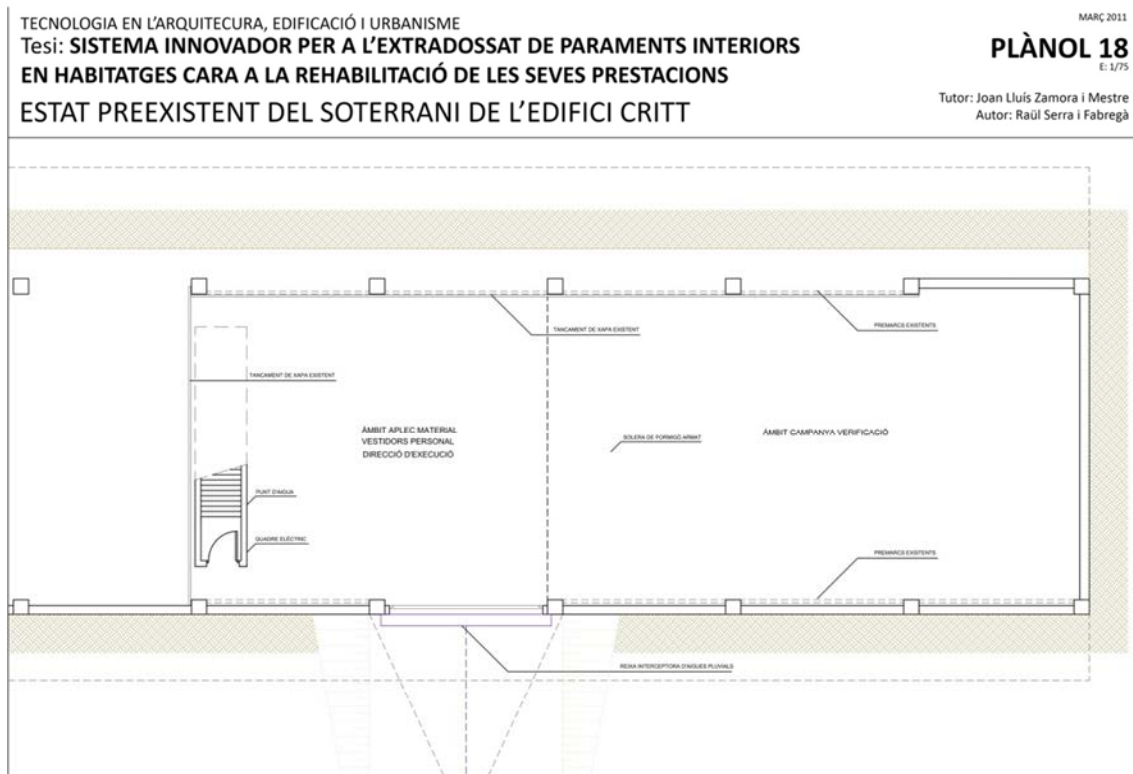 TECNOLOGIA EN L'ARQUITECTURA, EDIFICACIÓ I URBANISME
Tesi: SISTEMA INNOVADOR PER A L'EXTRADOSSAT DE PARAMENTS INTERIORS
EN HABITATGES CARA A LA REHABILITACIÓ DE LES SEVES PRESTACIONS
ESTAT PREEXISTENT DEL SOTERRANI DE L'EDIFICI CRITT
MARÇ 2011
PLÀNOL 18
E: 1/75
Tutor: Joan Lluís Zamora i Mestre
Autor: Raül Serra i Fabregà
TANCAMENT DE XAPA EXISTENT
PREMARCS EXISTENTS
TANCAMENT DE XAPA EXISTENT
ÀMBIT APLEC MATERIAL
VESTIDORS PERSONAL
DIRECCIÓ D'EXECUCIÓ
SOLERA DE FORMIGÓ ARMAT
ÀMBIT CAMPANYA VERIFICACIÓ
PUNT D'AIGUA
QUADRE ELÈCTRIC
PREMARCS EXISTENTS
REIXA INTERCEPTORA D'AIGUES PLUVIALS